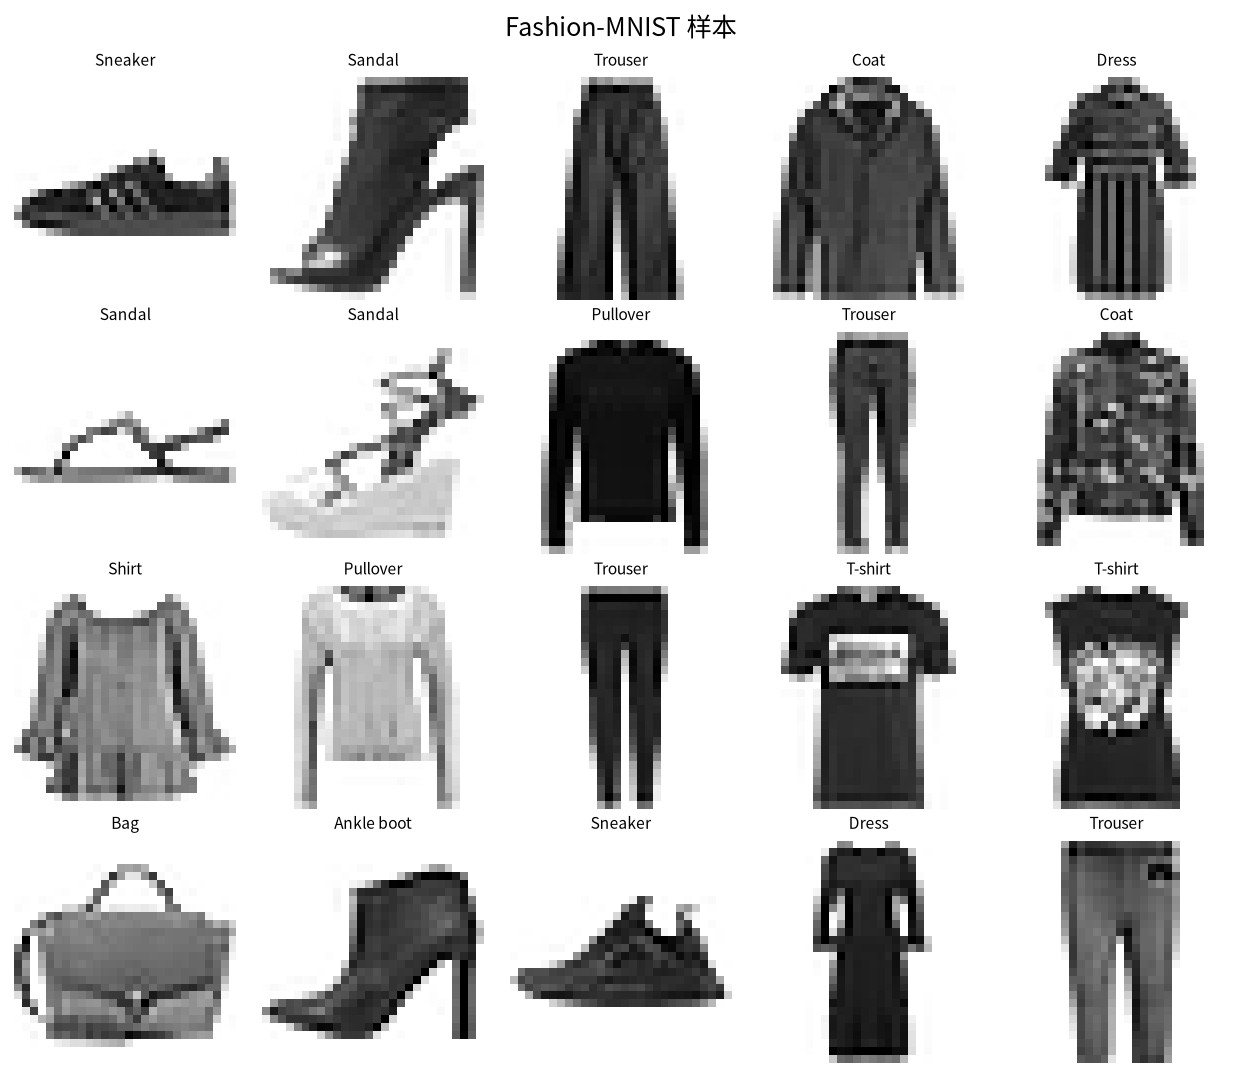 Fashion-MNIST 样本
Sneaker
Sandal
Trouser
Coat
Dress
Sandal
Sandal
Pullover
Trouser
Coat
Shirt
Pullover
Trouser
T-shirt
T-shirt
Bag
Ankle boot
Sneaker
Dress
Trouser